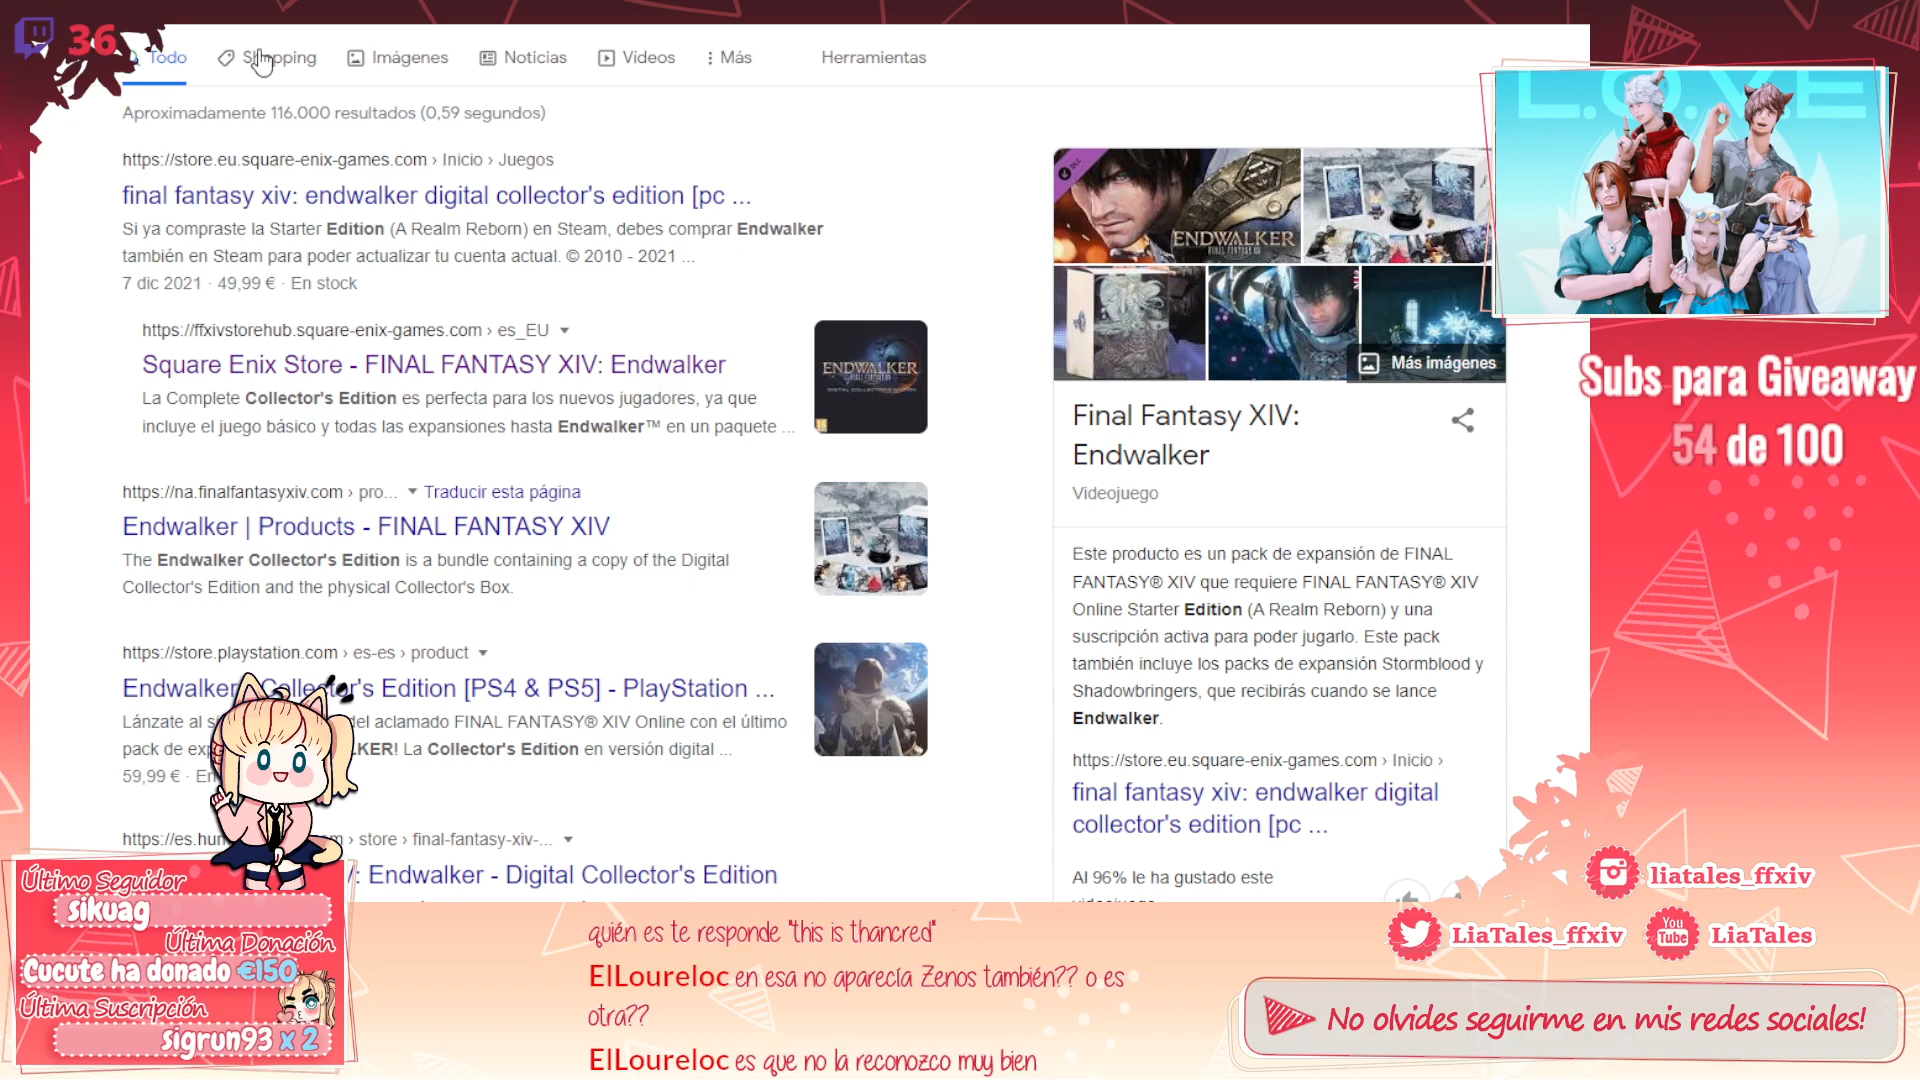 36
Todo
Shopping
Imágenes
Noticias
Vídeos
Más
Herramientas
Aproximadamente 116.000 resultados (0,59 segundos)
https://store.eu.square-enix-games.com › Inicio › Juegos
final fantasy xiv: endwalker digital collector's edition [pc ...
Si ya compraste la Starter Edition (A Realm Reborn) en Steam, debes comprar Endwalker
también en Steam para poder actualizar tu cuenta actual. © 2010 - 2021 ...
7 dic 2021 · 49,99 € · En stock
https://ffxivstorehub.square-enix-games.com › es_EU
Square Enix Store - FINAL FANTASY XIV: Endwalker
La Complete Collector's Edition es perfecta para los nuevos jugadores, ya que
incluye el juego básico y todas las expansiones hasta Endwalker™ en un paquete ...
ENDWALKER
https://na.finalfantasyxiv.com › pro...
Traducir esta página
Endwalker | Products - FINAL FANTASY XIV
The Endwalker Collector's Edition is a bundle containing a copy of the Digital
Collector's Edition and the physical Collector's Box.
https://store.playstation.com › es-es › product
Endwalker Collector's Edition [PS4 & PS5] - PlayStation ...
Lánzate al s del aclamado FINAL FANTASY® XIV Online con el último
pack de exp KER! La Collector's Edition en versión digital ...
59,99 € · En
https://es.hum m › store › final-fantasy-xiv-...
: Endwalker - Digital Collector's Edition
DLC
ENDWALKER
FINAL FANTASY XIV
Más imágenes
Final Fantasy XIV:
Endwalker
Videojuego
Este producto es un pack de expansión de FINAL
FANTASY® XIV que requiere FINAL FANTASY® XIV
Online Starter Edition (A Realm Reborn) y una
suscripción activa para poder jugarlo. Este pack
también incluye los packs de expansión Stormblood y
Shadowbringers, que recibirás cuando se lance
Endwalker.
https://store.eu.square-enix-games.com › Inicio ›
final fantasy xiv: endwalker digital
collector's edition [pc ...
Al 96% le ha gustado este
videojuego
L.O.V.E
Subs para Giveaway
54 de 100
Último Seguidor
sikuag
Última Donación
Cucute ha donado €150
Última Suscripción
sigrun93 x 2
quién es te responde "this is thancred"
ElLoureloc en esa no aparecía Zenos también?? o es
otra??
ElLoureloc es que no la reconozco muy bien
liatales_ffxiv
LiaTales_ffxiv
You
Tube
LiaTales
No olvides seguirme en mis redes sociales!